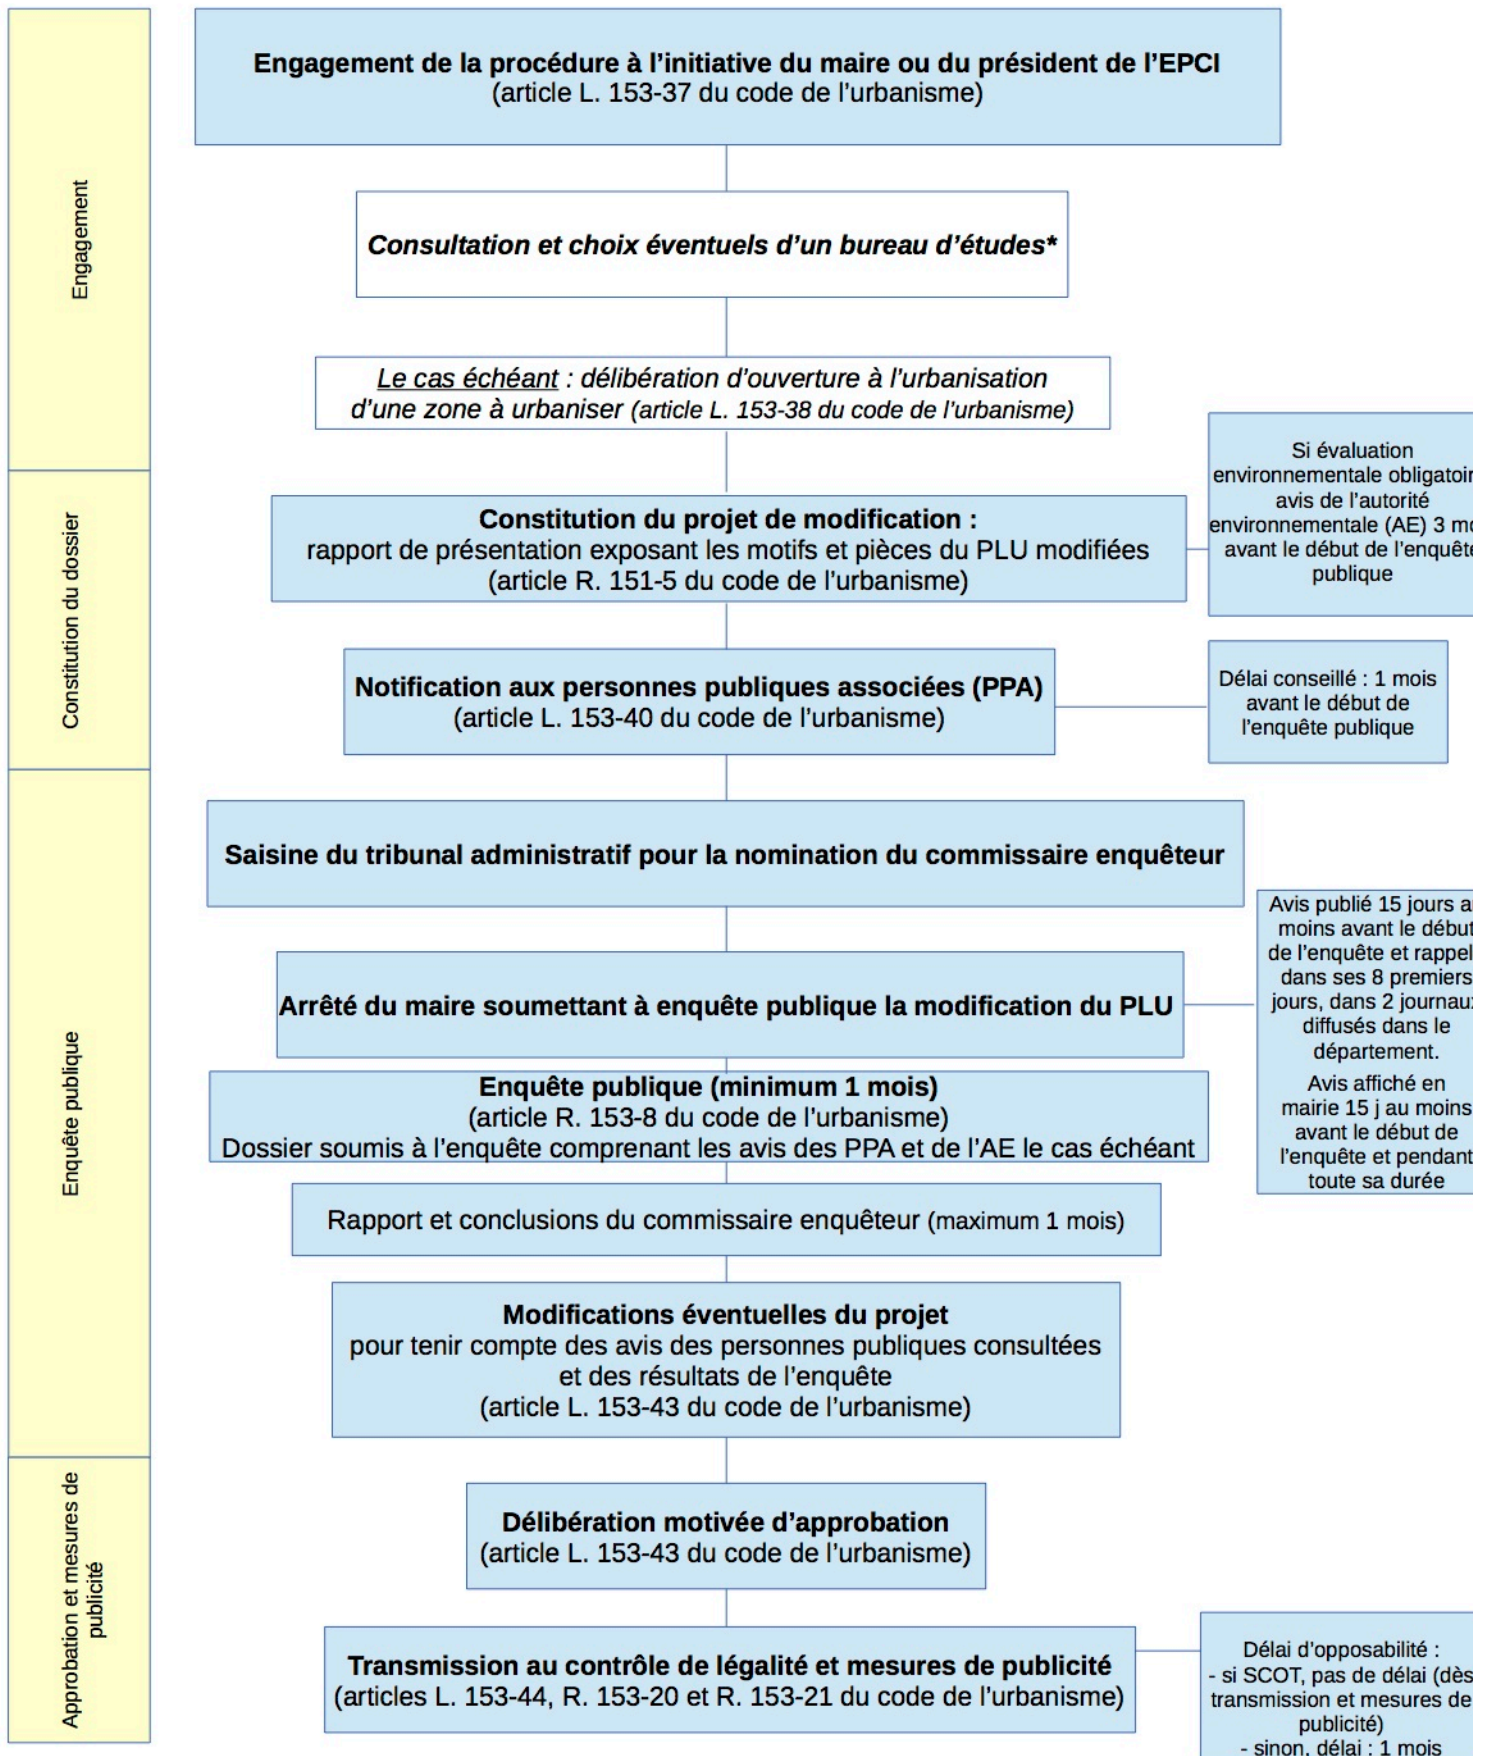 Engagement
Engagement de la procédure à l'initiative du maire ou du président de l'EPCI
(article L. 153-37 du code de l'urbanisme)
Consultation et choix éventuels d'un bureau d'études*
Le cas échéant : délibération d'ouverture à l'urbanisation
d'une zone à urbaniser (article L. 153-38 du code de l'urbanisme)
Constitution du dossier
Constitution du projet de modification :
rapport de présentation exposant les motifs et pièces du PLU modifiées
(article R. 151-5 du code de l'urbanisme)
Si évaluation
environnementale
avis de l'autorité
environnementale (AE) 3
avant le début de l'enquête
publique
Notification aux personnes publiques associées (PPA)
(article L. 153-40 du code de l'urbanisme)
Délai conseillé : 1 mois
avant le début de
l'enquête publique
Enquête publique
Saisine du tribunal administratif pour la nomination du commissaire enquêteur
Arrêté du maire soumettant à enquête publique la modification du PLU
Avis publié 15 jours
moins avant le début
de l'enquête et
dans ses 8 premiers
jours, dans 2
diffusés dans le
département.
Avis affiché en
mairie 15 j au moins
avant le début de
l'enquête et pendant
toute sa durée
Enquête publique (minimum 1 mois)
(article R. 153-8 du code de l'urbanisme)
Dossier soumis à l'enquête comprenant les avis des PPA et de l'AE le cas échéant
Rapport et conclusions du commissaire enquêteur (maximum 1 mois)
Modifications éventuelles du projet
pour tenir compte des avis des personnes publiques consultées
et des résultats de l'enquête
(article L. 153-43 du code de l'urbanisme)
Approbation et mesures de
publicité
Délibération motivée d'approbation
(article L. 153-43 du code de l'urbanisme)
Transmission au contrôle de légalité et mesures de publicité
(articles L. 153-44, R. 153-20 et R. 153-21 du code de l'urbanisme)
Délai d'opposabilité :
- si SCOT, pas de délai (dès
transmission et mesures de
publicité)
- sinon, délai : 1 mois